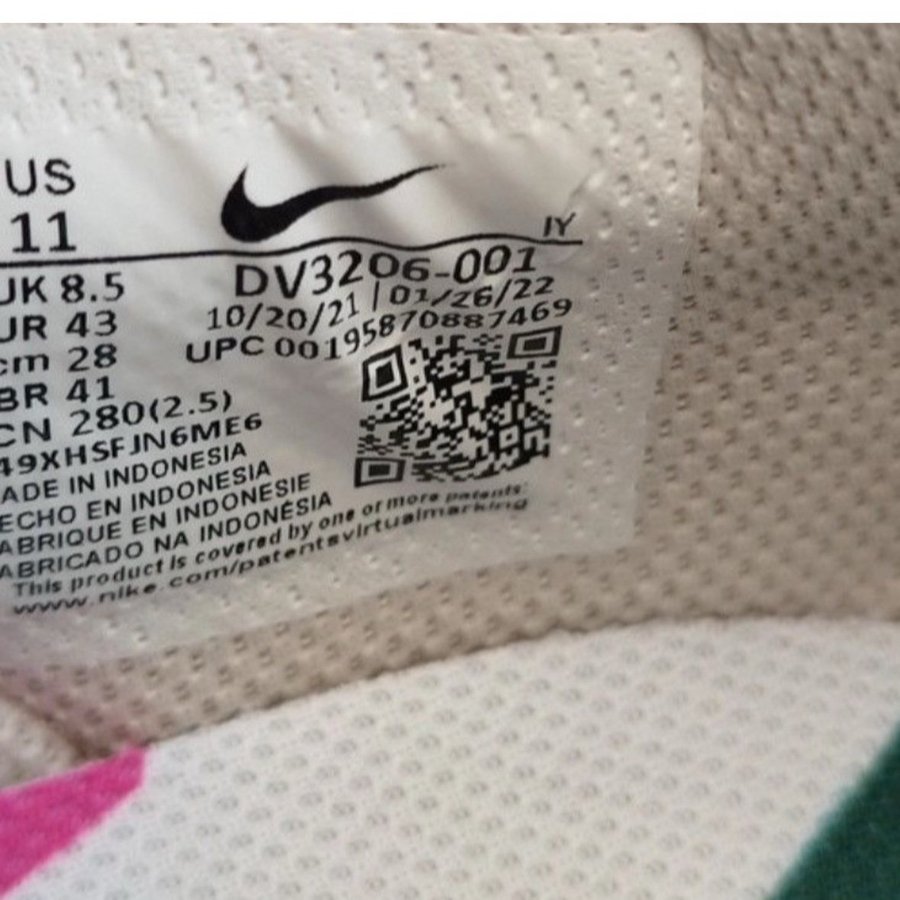 US
11
IY
UK 8.5
UR 43
cm 28
BR 41
CN 280(2.5)
DV3206-001
10/20/21 | 01/26/22
UPC 00195870887469
49XHSFJN6ME6
ADE IN INDONESIA
ECHO EN INDONESIA
ABRIQUE EN INDONESIE
ABRICADO NA INDONÉSIA
This product is covered by one or more patents:
www.nike.com/patentsvirtualmarking